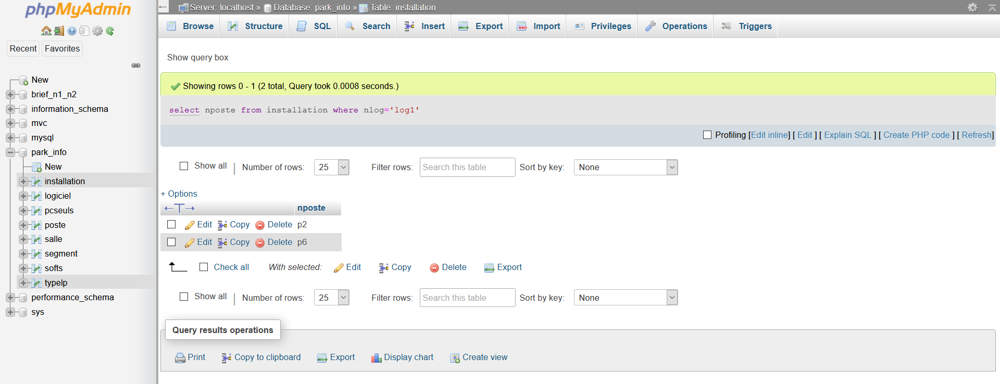 phpMyAdmin
Recent Favorites
New
brief_n1_n2
information_schema
mvc
mysql
park_info
New
installation
logiciel
pcseuls
poste
salle
segment
softs
typelp
performance_schema
sys
Server: localhost » Database: park_info » Table: installation
Browse Structure SQL Search Insert Export Import Privileges Operations Triggers
Show query box
Showing rows 0 - 1 (2 total, Query took 0.0008 seconds.)
select nposte from installation where nlog='log1'
Profiling [Edit inline] [ Edit ] [ Explain SQL ] [ Create PHP code ] [ Refresh]
Show all | Number of rows: 25 Filter rows: Search this table Sort by key: None
+ Options
←T→ nposte
Edit Copy Delete p2
Edit Copy Delete p6
Check all With selected: Edit Copy Delete Export
Show all | Number of rows: 25 Filter rows: Search this table Sort by key: None
Query results operations
Print Copy to clipboard Export Display chart Create view